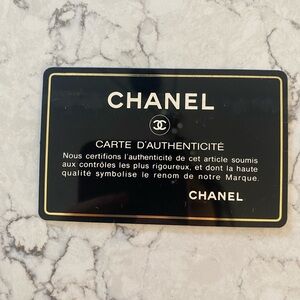 CHANEL
CARTE D'AUTHENTICITÉ
Nous certifions l'authenticité de cet article soumis
aux contrôles les plus rigoureux, et dont la haute
qualité symbolise le renom de notre Marque.
CHANEL